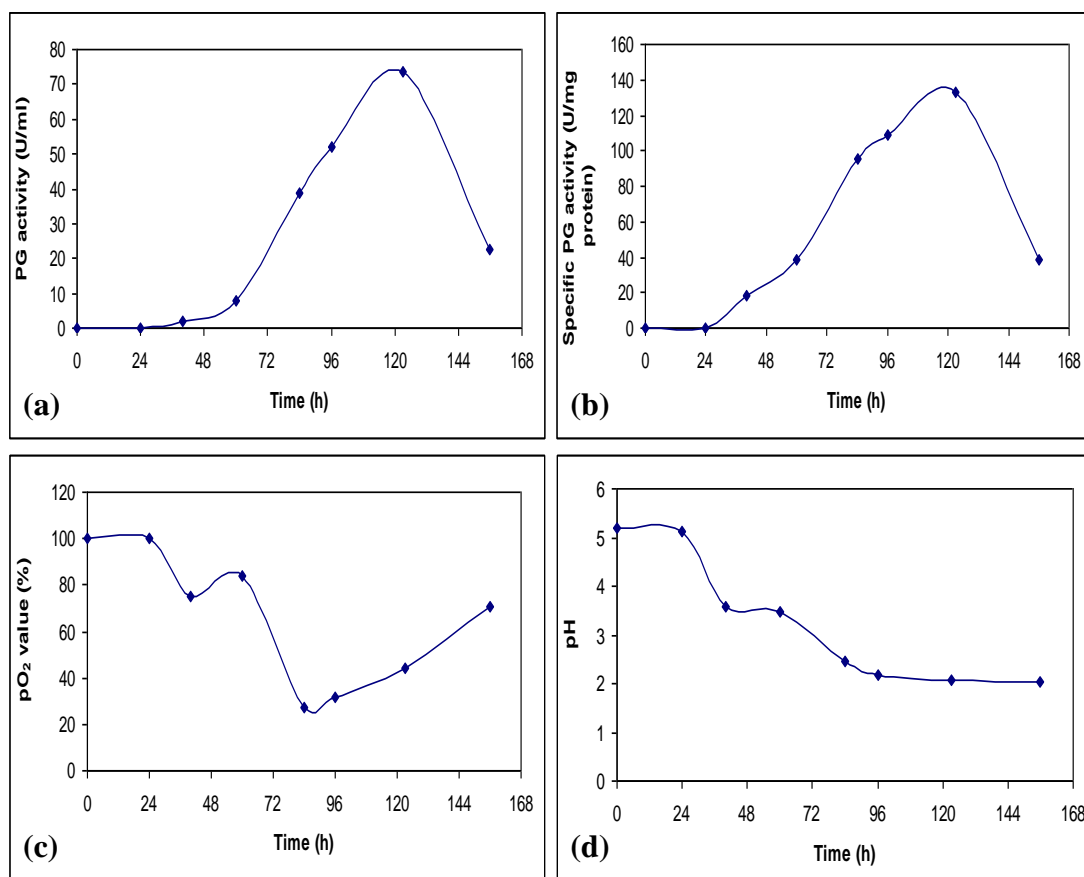 PG activity (U/ml)
80
70
60
50
40
30
20
10
0
0 24 48 72 96 120 144 168
Time (h)
(a)
Specific PG activity (U/mg
protein)
160
140
120
100
80
60
40
20
0
0 24 48 72 96 120 144 168
Time (h)
(b)
pO₂ value (%)
120
100
80
60
40
20
0
0 24 48 72 96 120 144 168
Time (h)
(c)
pH
6
5
4
3
2
1
0
0 24 48 72 96 120 144 168
Time (h)
(d)